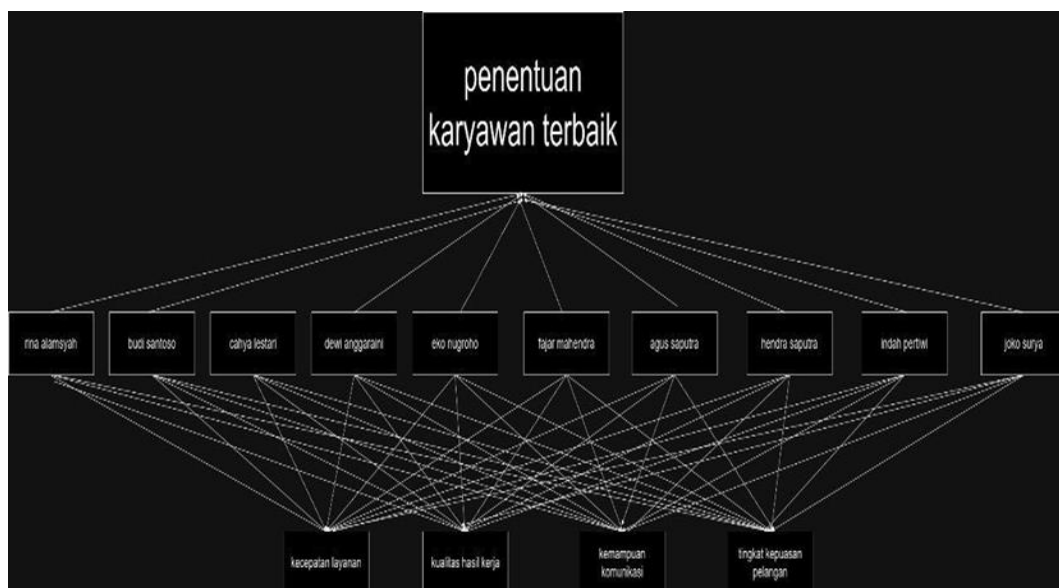 penentuan
karyawan terbaik
rina alamsyah
budi santoso
cahya lestari
dewi anggaraini
eko nugroho
fajar mahendra
agus saputra
hendra saputra
indah pertiwi
joko surya
kecepatan layanan
kualitas hasil kerja
kemampuan
komunikasi
tingkat kepuasan
pelangan